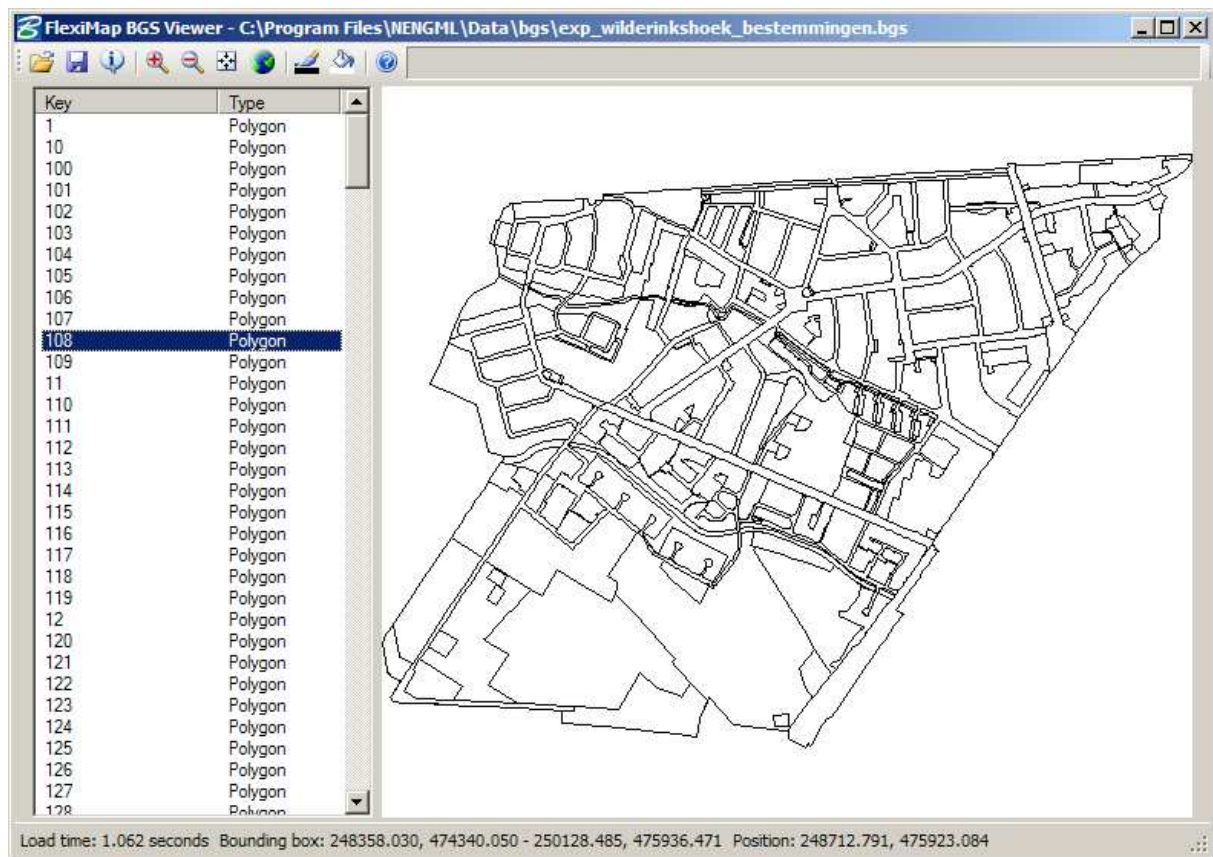 FlexiMap BGS Viewer - C:\Program Files\NENGML\Data\bgs\exp_wilderinkshoek_bestemmingen.bgs
Key Type
1 Polygon
10 Polygon
100 Polygon
101 Polygon
102 Polygon
103 Polygon
104 Polygon
105 Polygon
106 Polygon
107 Polygon
108 Polygon
109 Polygon
11 Polygon
110 Polygon
111 Polygon
112 Polygon
113 Polygon
114 Polygon
115 Polygon
116 Polygon
117 Polygon
118 Polygon
119 Polygon
12 Polygon
120 Polygon
121 Polygon
122 Polygon
123 Polygon
124 Polygon
125 Polygon
126 Polygon
127 Polygon
128 Polygon
Load time: 1.062 seconds Bounding box: 248358.030, 474340.050 - 250128.485, 475936.471 Position: 248712.791, 475923.084